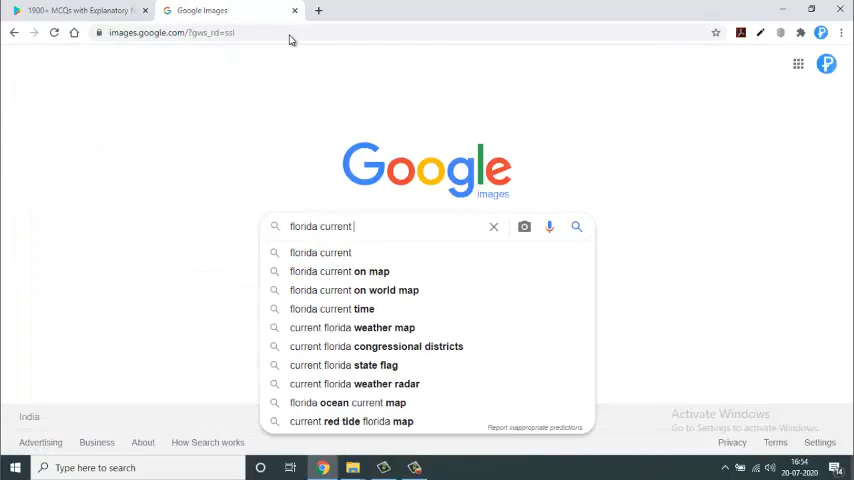 1900+ MCQs with Explanatory N
Google Images
images.google.com/?gws_rd=ssl
Google
images
florida current
florida current
florida current on map
florida current on world map
florida current time
current florida weather map
current florida congressional districts
current florida state flag
current florida weather radar
florida ocean current map
current red tide florida map
Report inappropriate predictions
India
Activate Windows
Go to Settings to activate Windows.
Advertising Business About How Search works Privacy Terms Settings
Type here to search
16:54
20-07-2020
14